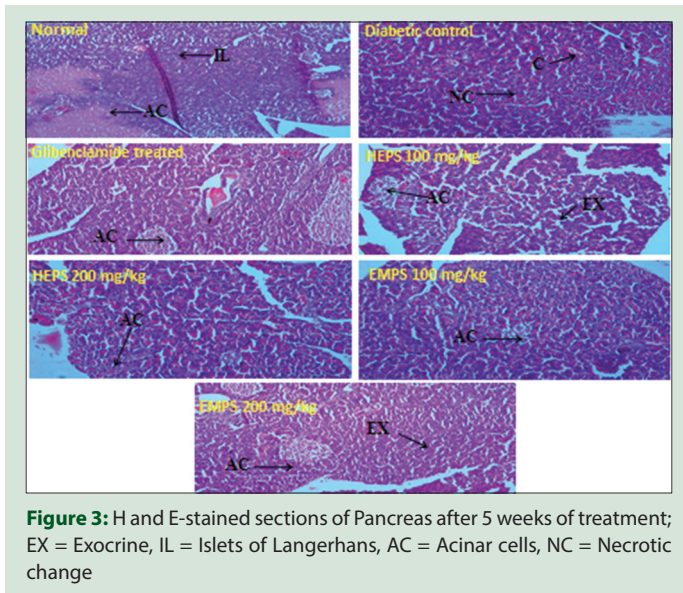 Normal
IL
AC
Diabetic control
C
NC
Glibenclamide treated
AC
HEPS 100 mg/kg
AC
EX
HEPS 200 mg/kg
AC
EMPS 100 mg/kg
AC
EMPS 200 mg/kg
EX
AC
Figure 3: H and E-stained sections of Pancreas after 5 weeks of treatment;
EX = Exocrine, IL = Islets of Langerhans, AC = Acinar cells, NC = Necrotic
change